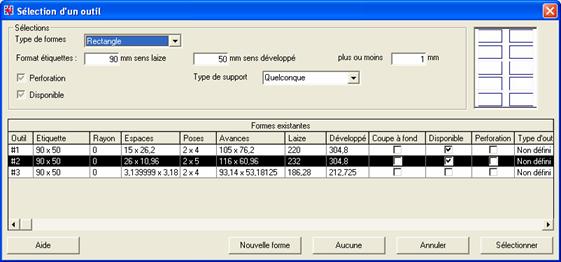 Sélection d'un outil
Sélections
Type de formes Rectangle
Format étiquettes : 90 mm sens laize 50 mm sens développé plus ou moins 1 mm
Perforation Type de support Quelconque
Disponible
Formes existantes
Outil Etiquette Rayon Espaces Poses Avances Laize Développé Coupe à fond Disponible Perforation Type d'out
#1 90 x 50 0 15 x 26,2 2 x 4 105 x 76,2 220 304,8 Non défini
#2 90 x 50 0 26 x 10,96 2 x 5 116 x 60,96 232 304,8 Non défini
#3 90 x 50 0 3,139999 x 3,18 2 x 4 93,14 x 53,18125 186,28 212,725 Non défini
Aide Nouvelle forme Aucune Annuler Sélectionner